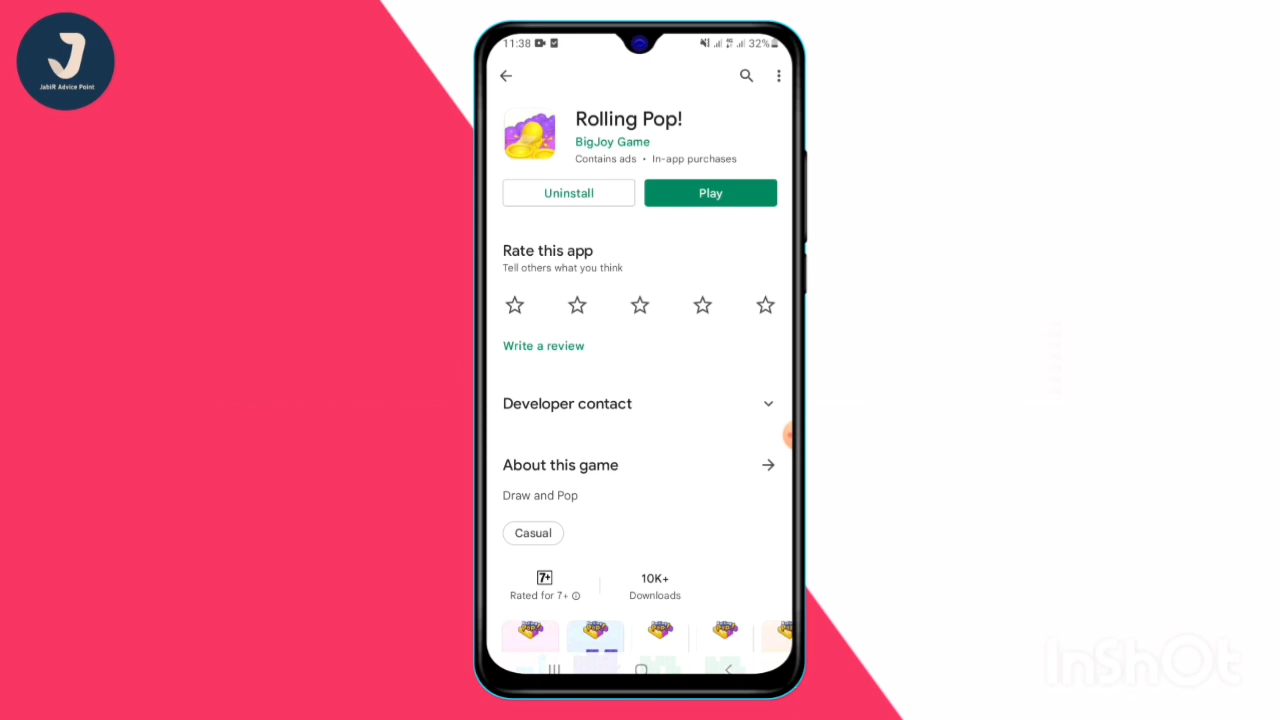 J
JabIR Advice Point
11:38
32%
Rolling Pop!
BigJoy Game
Contains ads • In-app purchases
Uninstall
Play
Rate this app
Tell others what you think
Write a review
Developer contact
About this game
Draw and Pop
Casual
7+
10K+
Rated for 7+
Downloads
InShOt